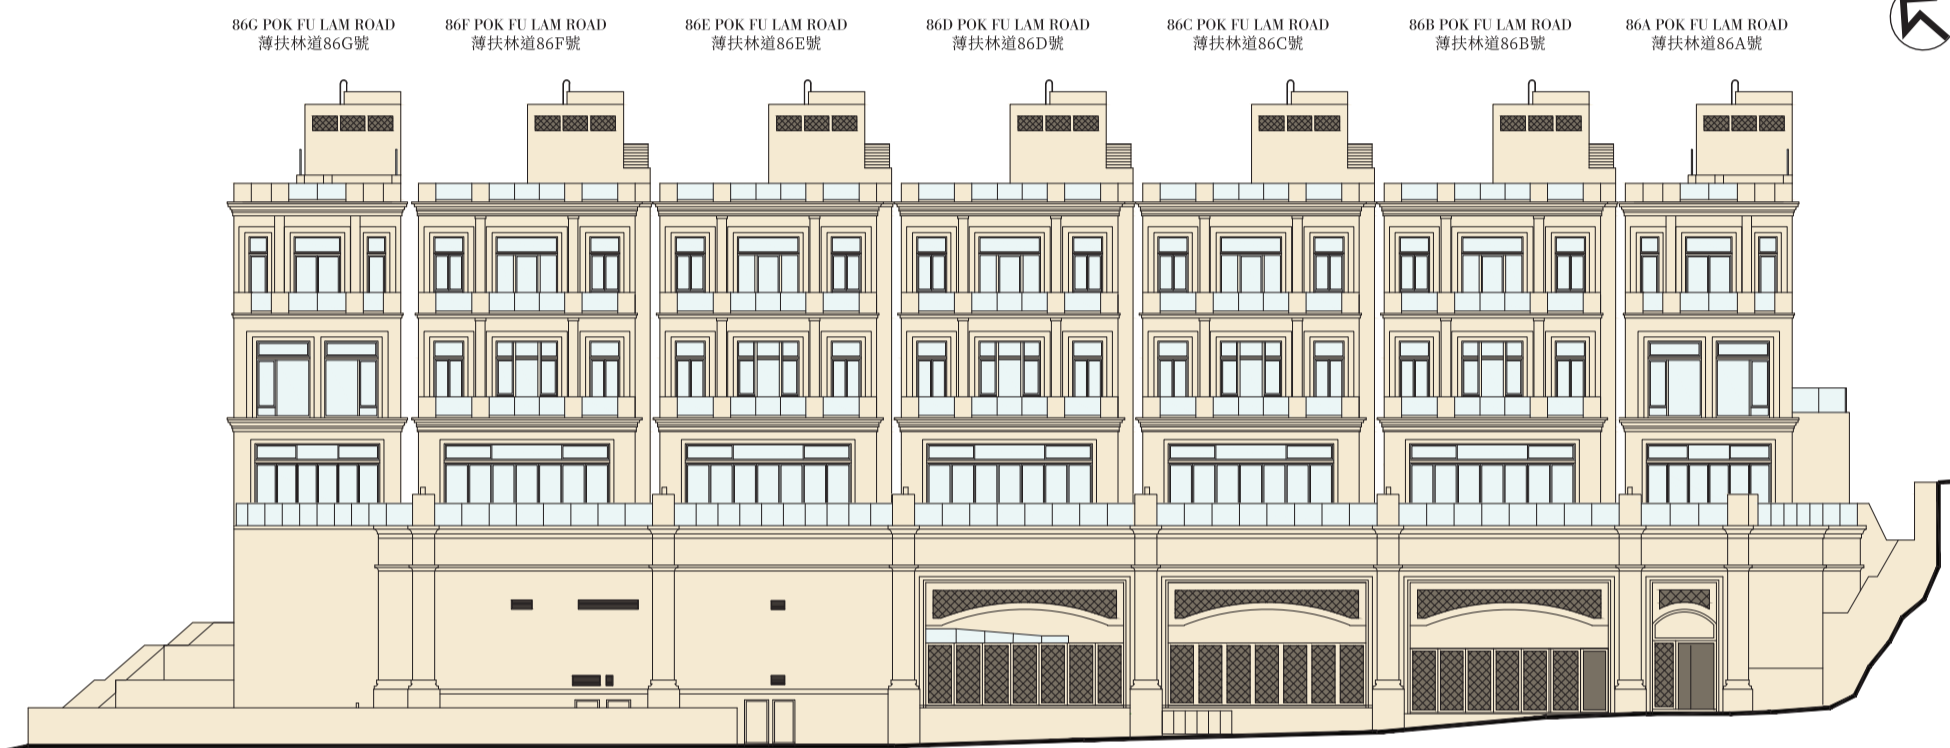 86G POK FU LAM ROAD
薄扶林道86G號
86F POK FU LAM ROAD
薄扶林道86F號
86E POK FU LAM ROAD
薄扶林道86E號
86D POK FU LAM ROAD
薄扶林道86D號
86C POK FU LAM ROAD
薄扶林道86C號
86B POK FU LAM ROAD
薄扶林道86B號
86A POK FU LAM ROAD
薄扶林道86A號